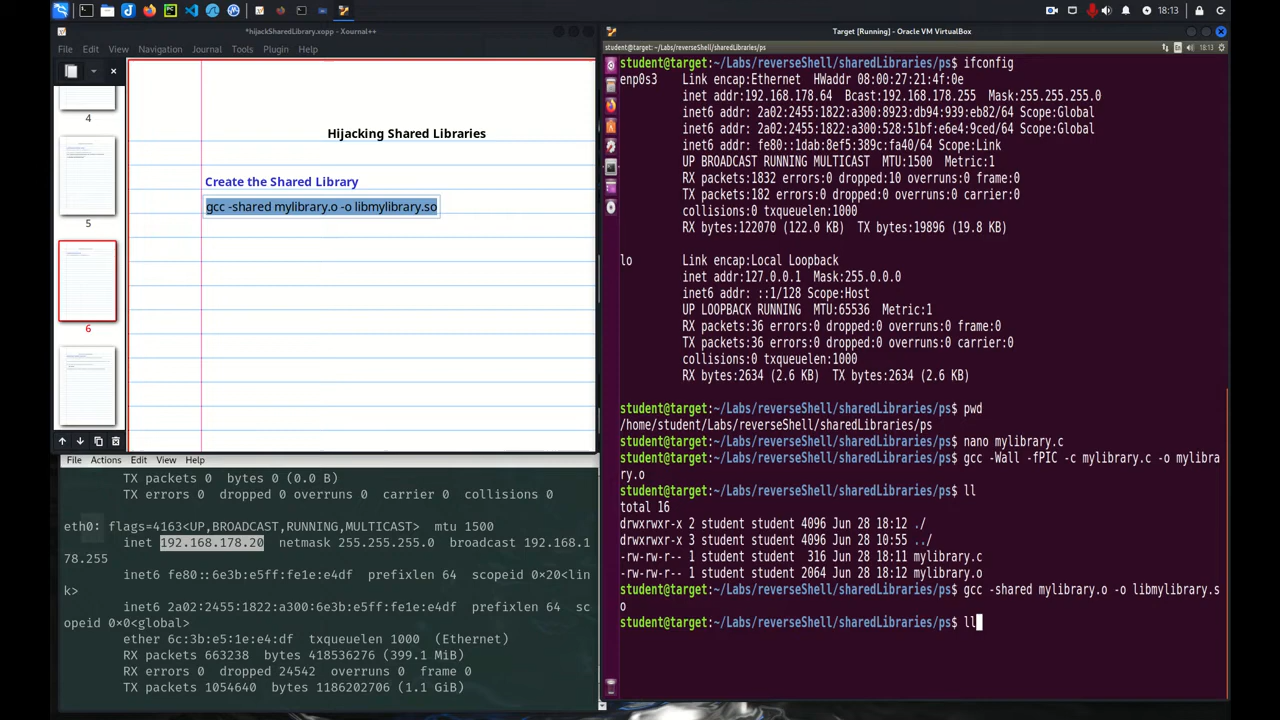 18:13
*hijackSharedLibrary.xopp - Xournal++
File Edit View Navigation Journal Tools Plugin Help
4
5
6
Hijacking Shared Libraries
Create the Shared Library
gcc -shared mylibrary.o -o libmylibrary.so
File Actions Edit View Help
TX packets 0  bytes 0 (0.0 B)
TX errors 0  dropped 0 overruns 0  carrier 0  collisions 0
eth0: flags=4163<UP,BROADCAST,RUNNING,MULTICAST>  mtu 1500
inet 192.168.178.20  netmask 255.255.255.0  broadcast 192.168.1
78.255
inet6 fe80::6e3b:e5ff:fe1e:e4df  prefixlen 64  scopeid 0×20<lin
k>
inet6 2a02:2455:1822:a300:6e3b:e5ff:fe1e:e4df  prefixlen 64  sc
opeid 0×0<global>
ether 6c:3b:e5:1e:e4:df  txqueuelen 1000  (Ethernet)
RX packets 663238  bytes 418536276 (399.1 MiB)
RX errors 0  dropped 24542  overruns 0  frame 0
TX packets 1054640  bytes 1186202706 (1.1 GiB)
Target [Running] - Oracle VM VirtualBox
student@target: ~/Labs/reverseShell/sharedLibraries/ps
En
18:13
student@target:~/Labs/reverseShell/sharedLibraries/ps$ ifconfig
enp0s3    Link encap:Ethernet  HWaddr 08:00:27:21:4f:0e
inet addr:192.168.178.64  Bcast:192.168.178.255  Mask:255.255.255.0
inet6 addr: 2a02:2455:1822:a300:8923:db94:939:eb82/64 Scope:Global
inet6 addr: 2a02:2455:1822:a300:528:51bf:e6e4:9ced/64 Scope:Global
inet6 addr: fe80::1dab:8ef5:389c:fa40/64 Scope:Link
UP BROADCAST RUNNING MULTICAST  MTU:1500  Metric:1
RX packets:1832 errors:0 dropped:10 overruns:0 frame:0
TX packets:182 errors:0 dropped:0 overruns:0 carrier:0
collisions:0 txqueuelen:1000
RX bytes:122070 (122.0 KB)  TX bytes:19896 (19.8 KB)
lo        Link encap:Local Loopback
inet addr:127.0.0.1  Mask:255.0.0.0
inet6 addr: ::1/128 Scope:Host
UP LOOPBACK RUNNING  MTU:65536  Metric:1
RX packets:36 errors:0 dropped:0 overruns:0 frame:0
TX packets:36 errors:0 dropped:0 overruns:0 carrier:0
collisions:0 txqueuelen:1000
RX bytes:2634 (2.6 KB)  TX bytes:2634 (2.6 KB)
student@target:~/Labs/reverseShell/sharedLibraries/ps$ pwd
/home/student/Labs/reverseShell/sharedLibraries/ps
student@target:~/Labs/reverseShell/sharedLibraries/ps$ nano mylibrary.c
student@target:~/Labs/reverseShell/sharedLibraries/ps$ gcc -Wall -fPIC -c mylibrary.c -o mylibra
ry.o
student@target:~/Labs/reverseShell/sharedLibraries/ps$ ll
total 16
drwxrwxr-x 2 student student 4096 Jun 28 18:12 ./
drwxrwxr-x 3 student student 4096 Jun 28 10:55 ../
-rw-rw-r-- 1 student student  316 Jun 28 18:11 mylibrary.c
-rw-rw-r-- 1 student student 2064 Jun 28 18:12 mylibrary.o
student@target:~/Labs/reverseShell/sharedLibraries/ps$ gcc -shared mylibrary.o -o libmylibrary.s
o
student@target:~/Labs/reverseShell/sharedLibraries/ps$ ll